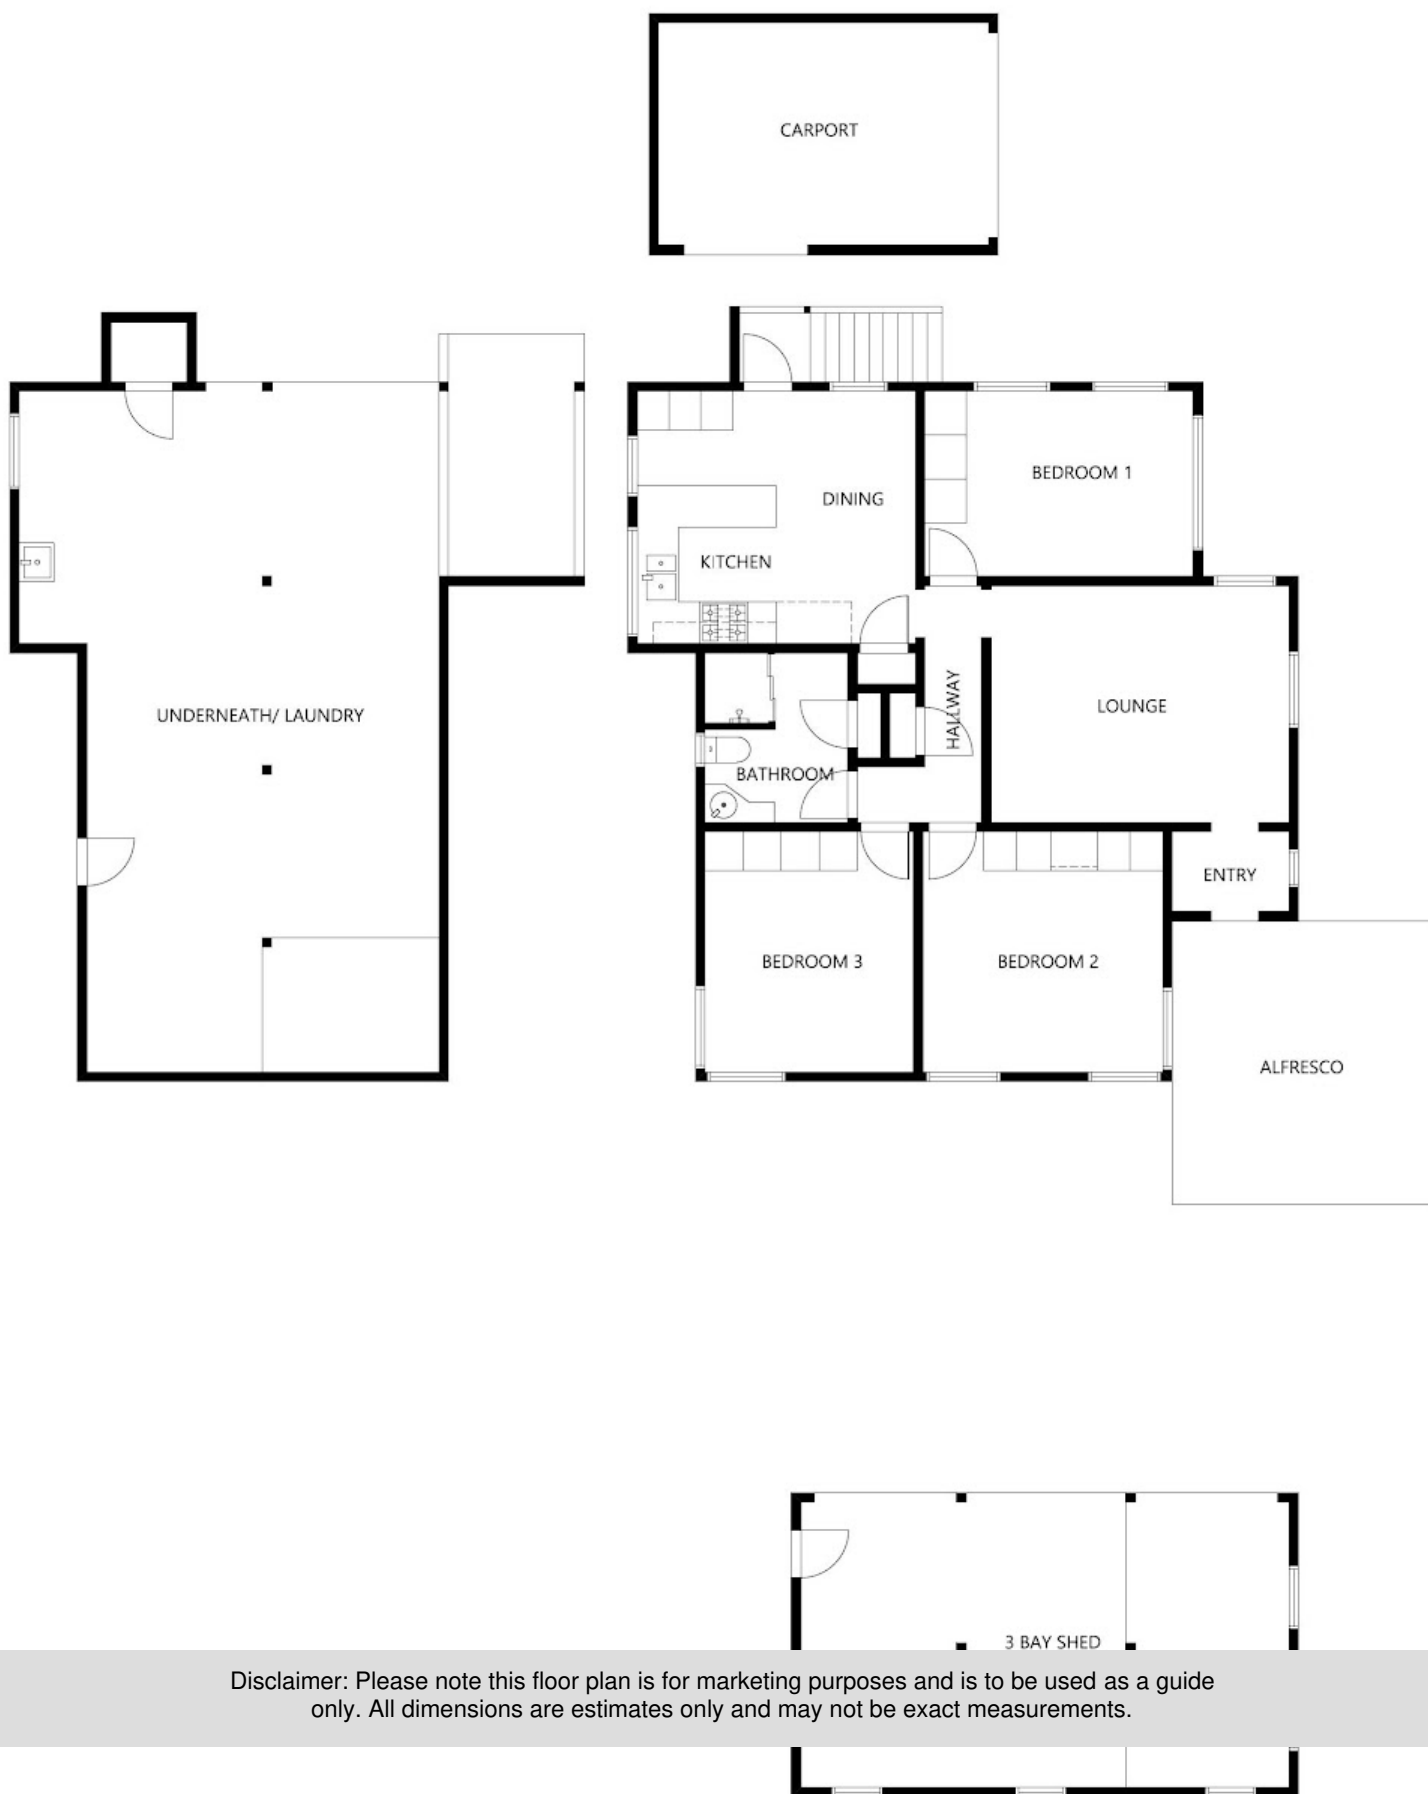 CARPORT
BEDROOM 1
DINING
KITCHEN
HALLWAY
LOUNGE
UNDERNEATH/ LAUNDRY
BATHROOM
ENTRY
BEDROOM 3
BEDROOM 2
ALFRESCO
3 BAY SHED
Disclaimer: Please note this floor plan is for marketing purposes and is to be used as a guide
only. All dimensions are estimates only and may not be exact measurements.